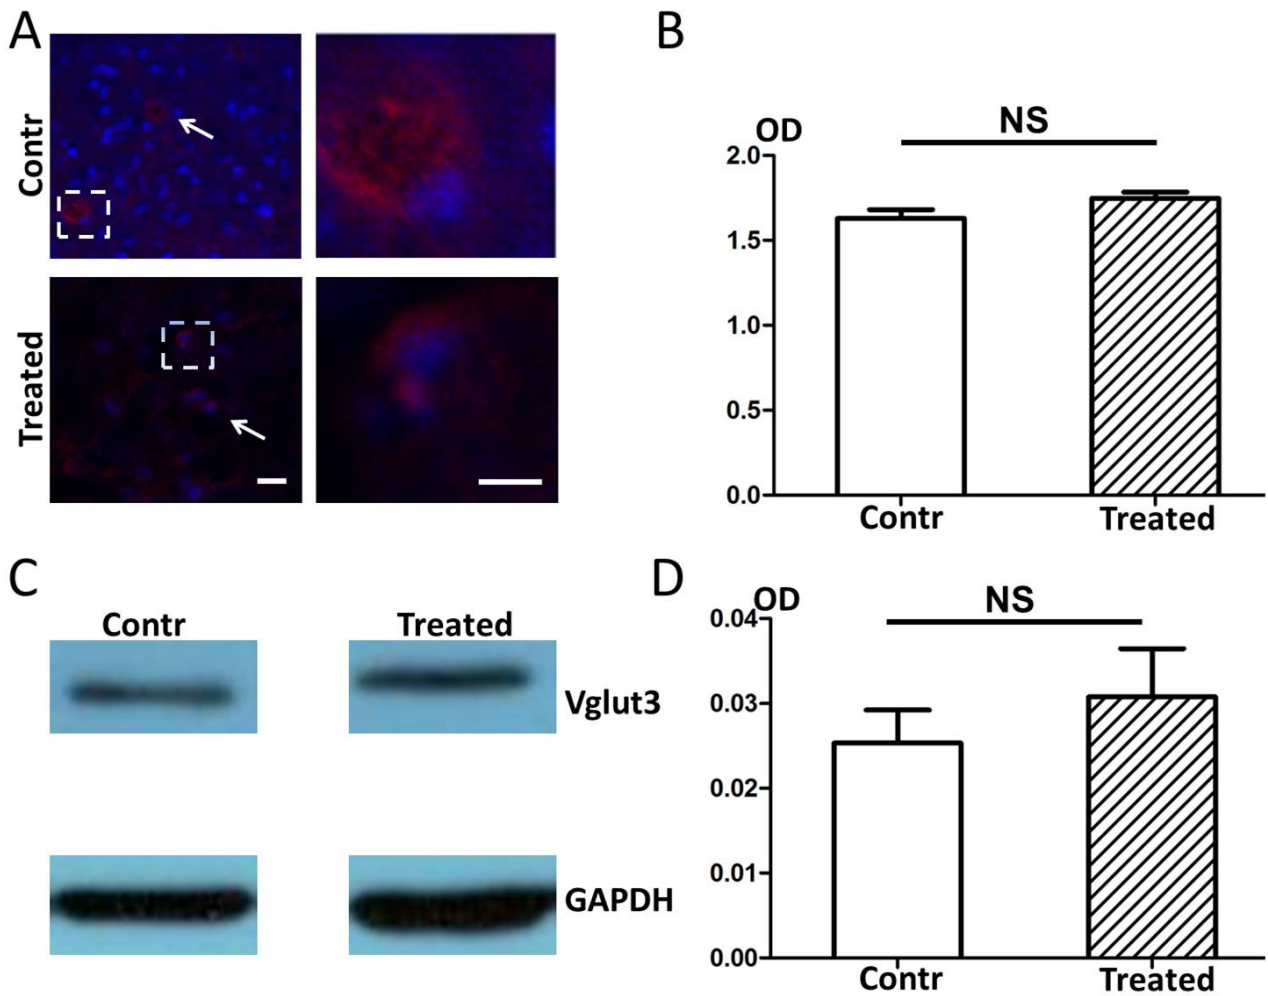 A
Contr
Treated
B
OD
NS
2.0
1.5
1.0
0.5
0.0
Contr
Treated
C
Contr
Treated
Vglut3
GAPDH
D
OD
NS
0.04
0.03
0.02
0.01
0.00
Contr
Treated